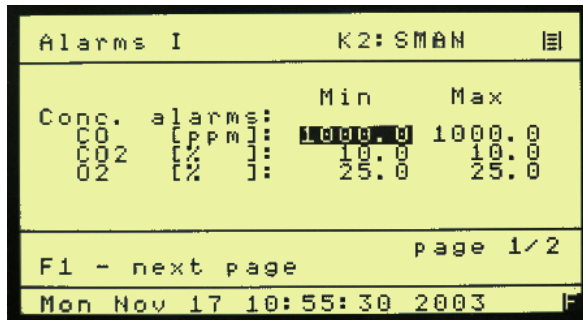 Alarms I K2: SMAN
Min Max
Conc. alarms:
CO [ppm]: 1000.0 1000.0
CO2 [% ]: 10.0 10.0
O2 [% ]: 25.0 25.0
page 1/2
F1 - next page
Mon Nov 17 10:55:30 2003 F